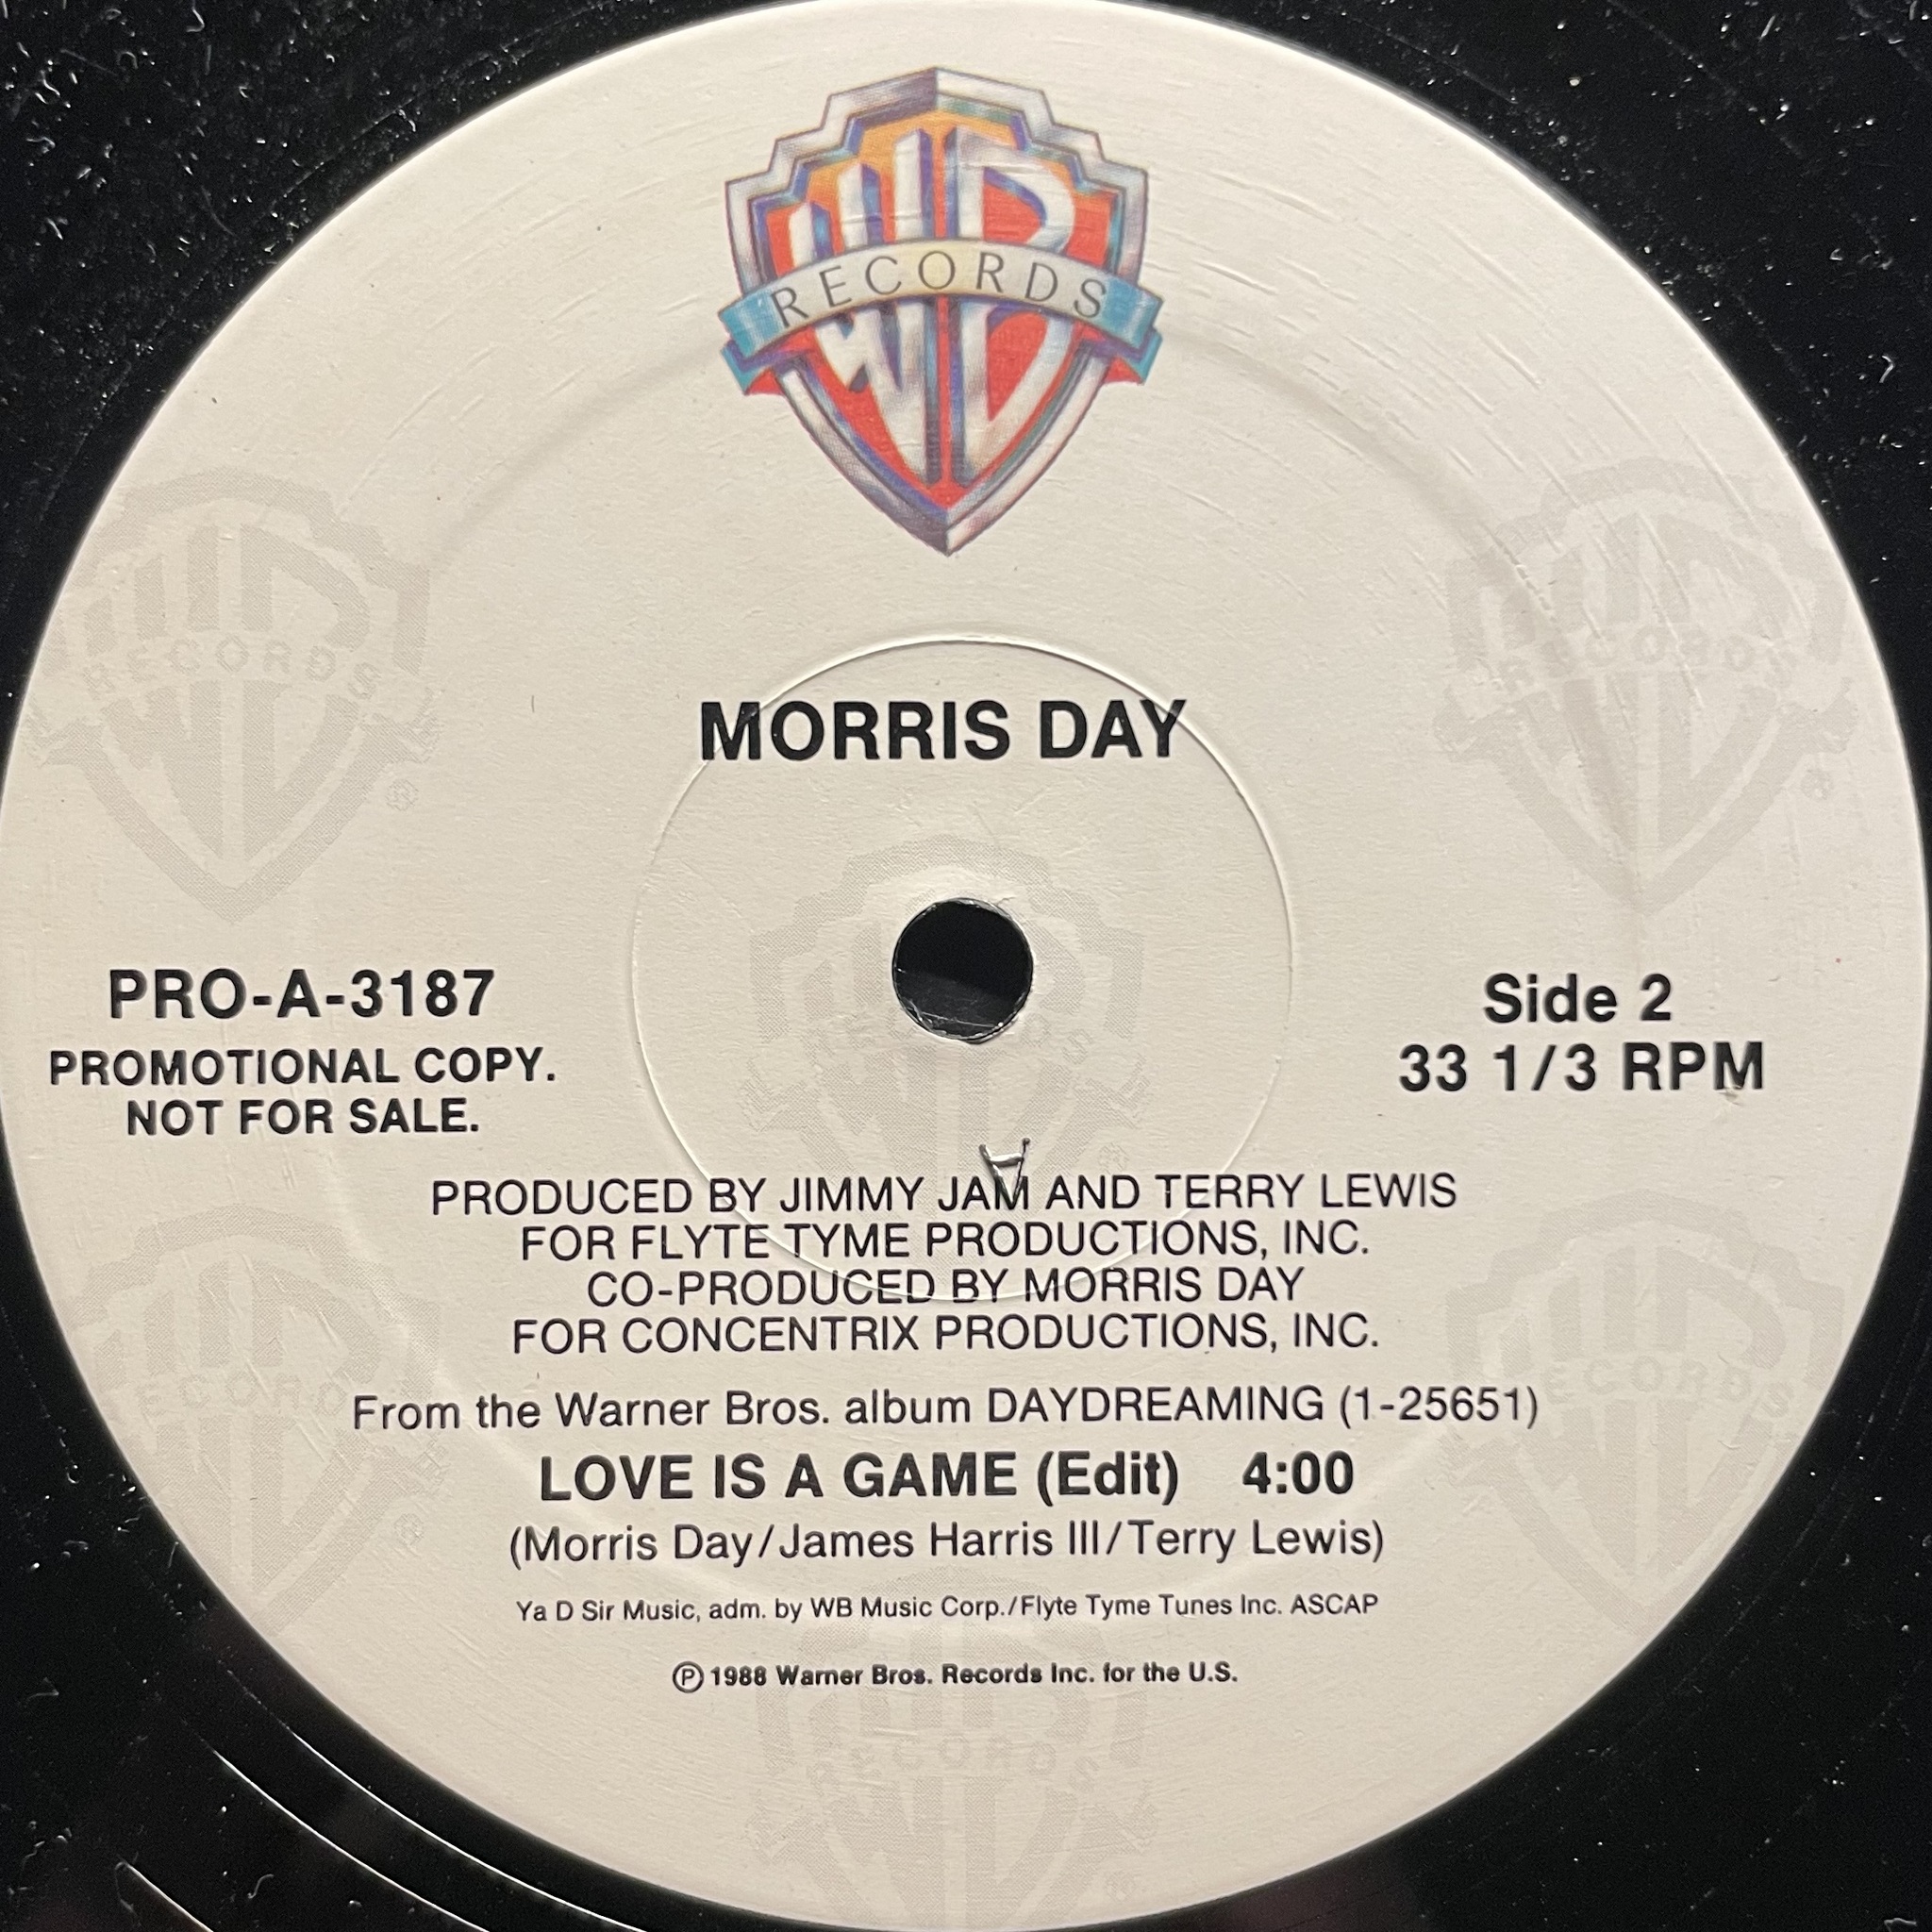 WB
RECORDS
MORRIS DAY
PRO-A-3187
PROMOTIONAL COPY.
NOT FOR SALE.
Side 2
33 1/3 RPM
PRODUCED BY JIMMY JAM AND TERRY LEWIS
FOR FLYTE TYME PRODUCTIONS, INC.
CO-PRODUCED BY MORRIS DAY
FOR CONCENTRIX PRODUCTIONS, INC.
From the Warner Bros. album DAYDREAMING (1-25651)
LOVE IS A GAME (Edit) 4:00
(Morris Day/James Harris III/Terry Lewis)
Ya D Sir Music, adm. by WB Music Corp./Flyte Tyme Tunes Inc. ASCAP
℗ 1988 Warner Bros. Records Inc. for the U.S.